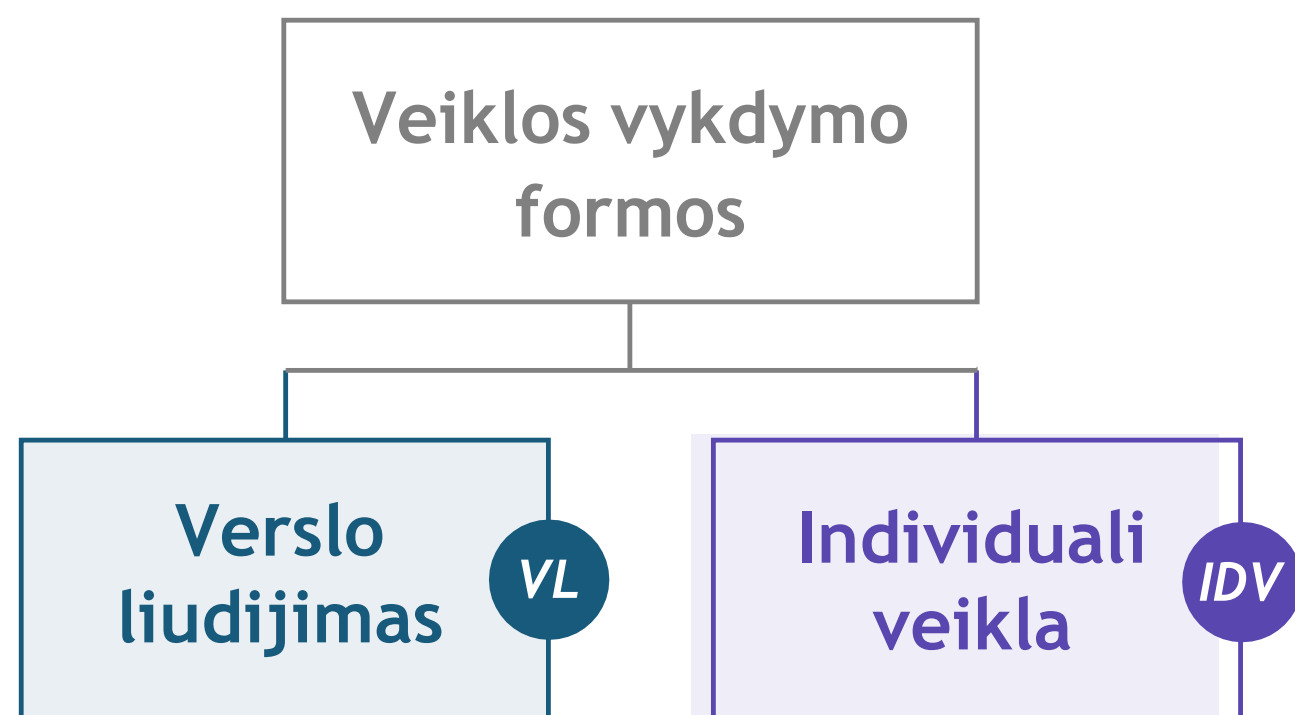 Veiklos vykdymo
formos
Verslo
liudijimas
VL
Individuali
veikla
IDV